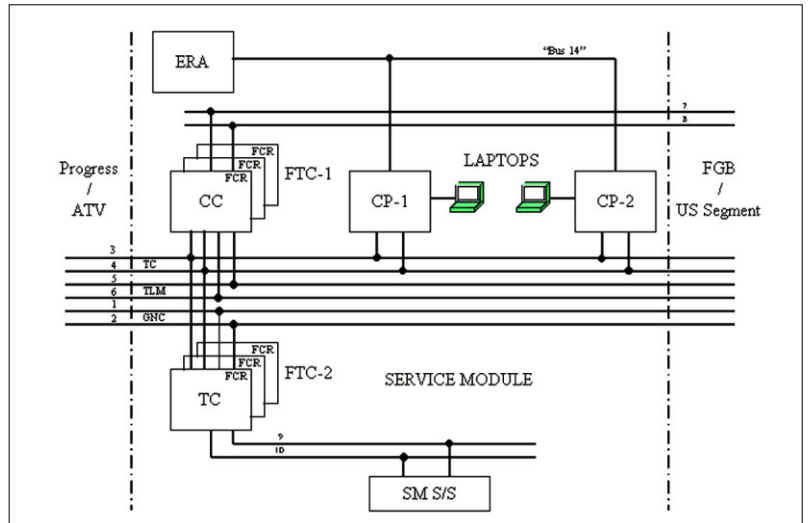 ERA
"Bus 14"
7
8
FCR
FCR
FCR
CC
FTC-1
LAPTOPS
CP-1
CP-2
Progress
/
ATV
FGB
/
US Segment
3
4 TC
5
6 TLM
1
2 GNC
FCR
FCR
FCR
TC
FTC-2
SERVICE MODULE
9
10
SM S/S